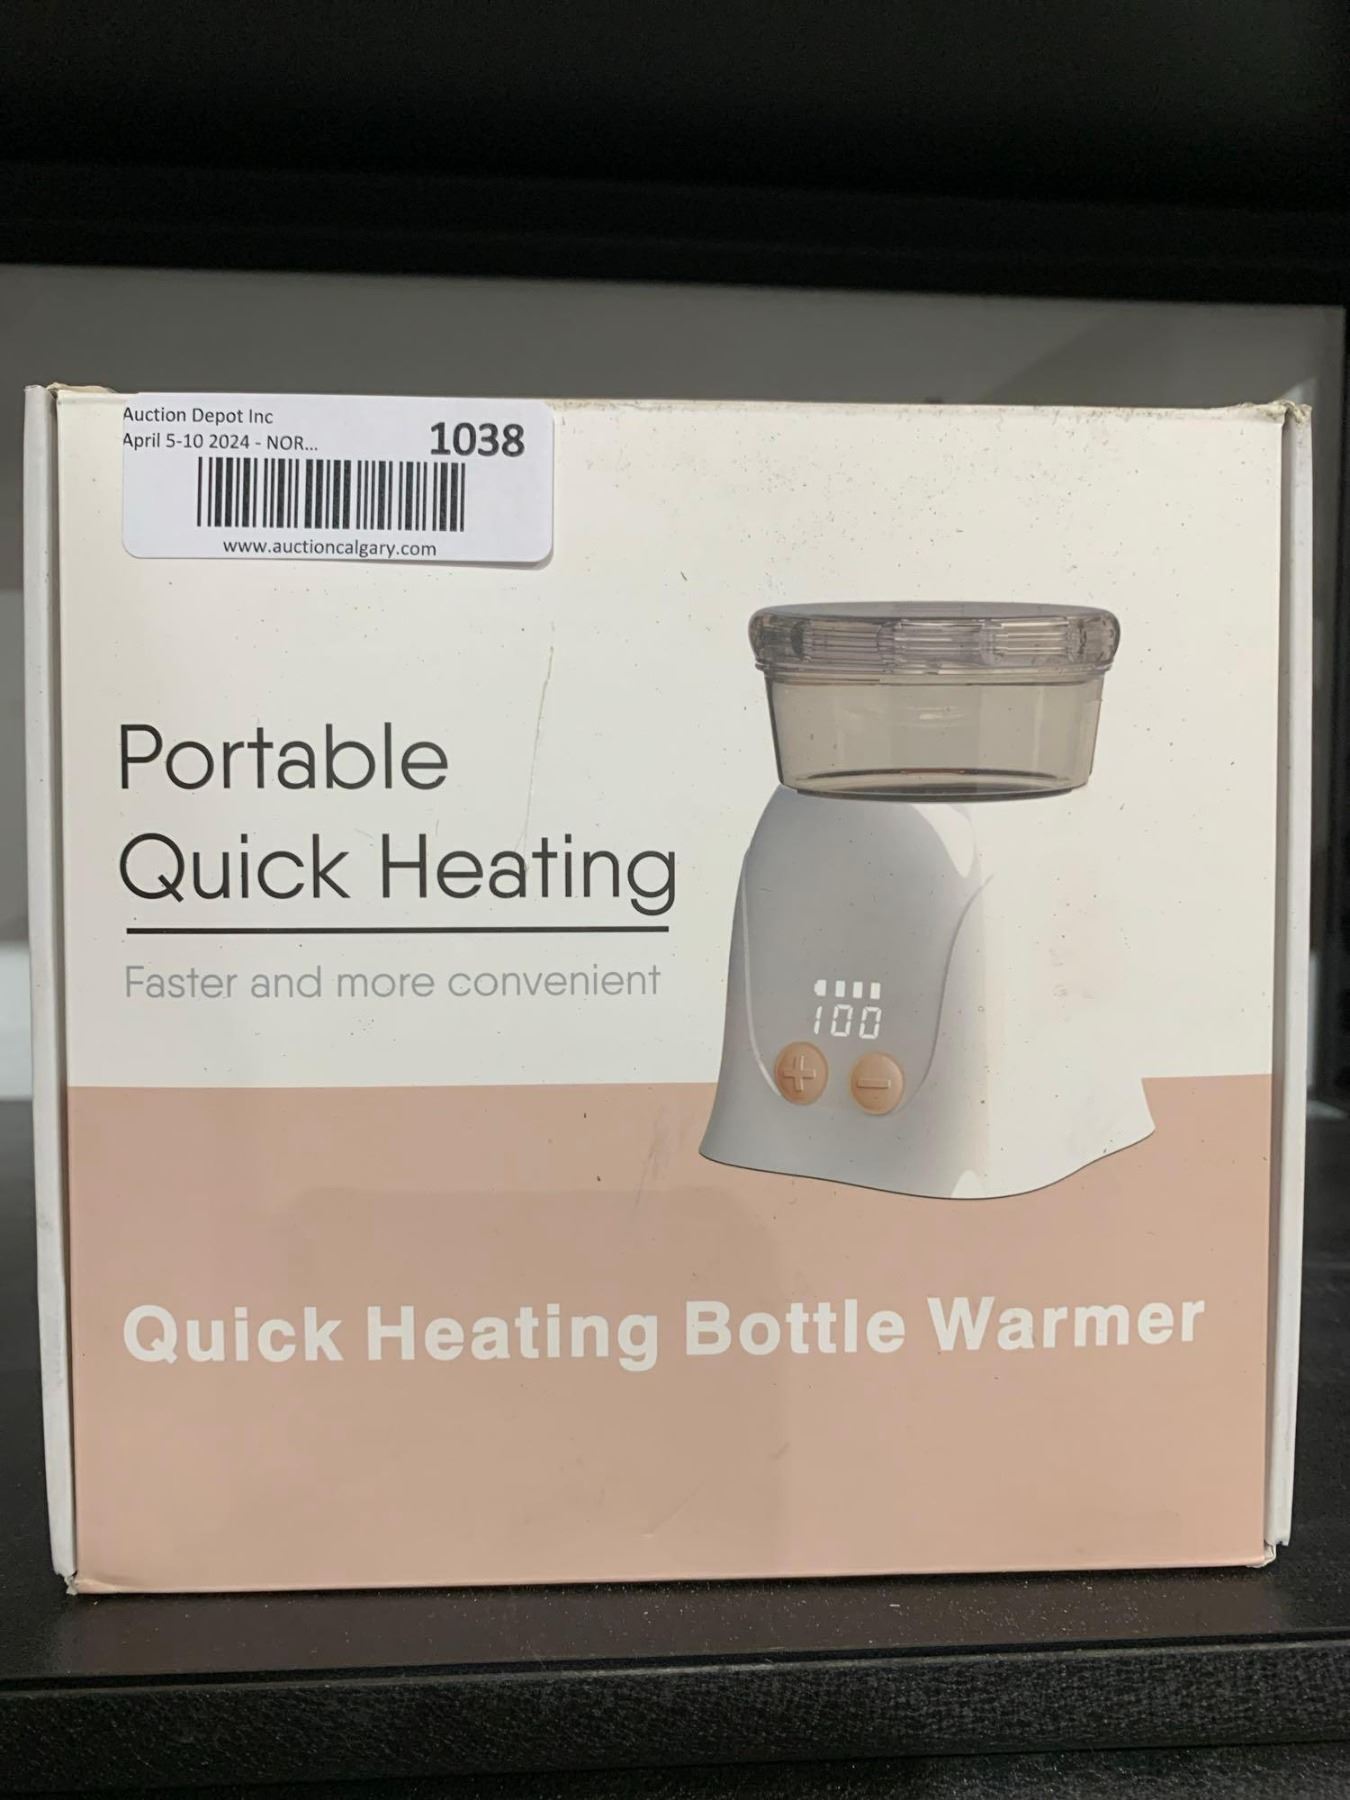 Auction Depot Inc
April 5-10 2024 - NOR...
1038
www.auctioncalgary.com
Portable
Quick Heating
Faster and more convenient
100
+ −
Quick Heating Bottle Warmer